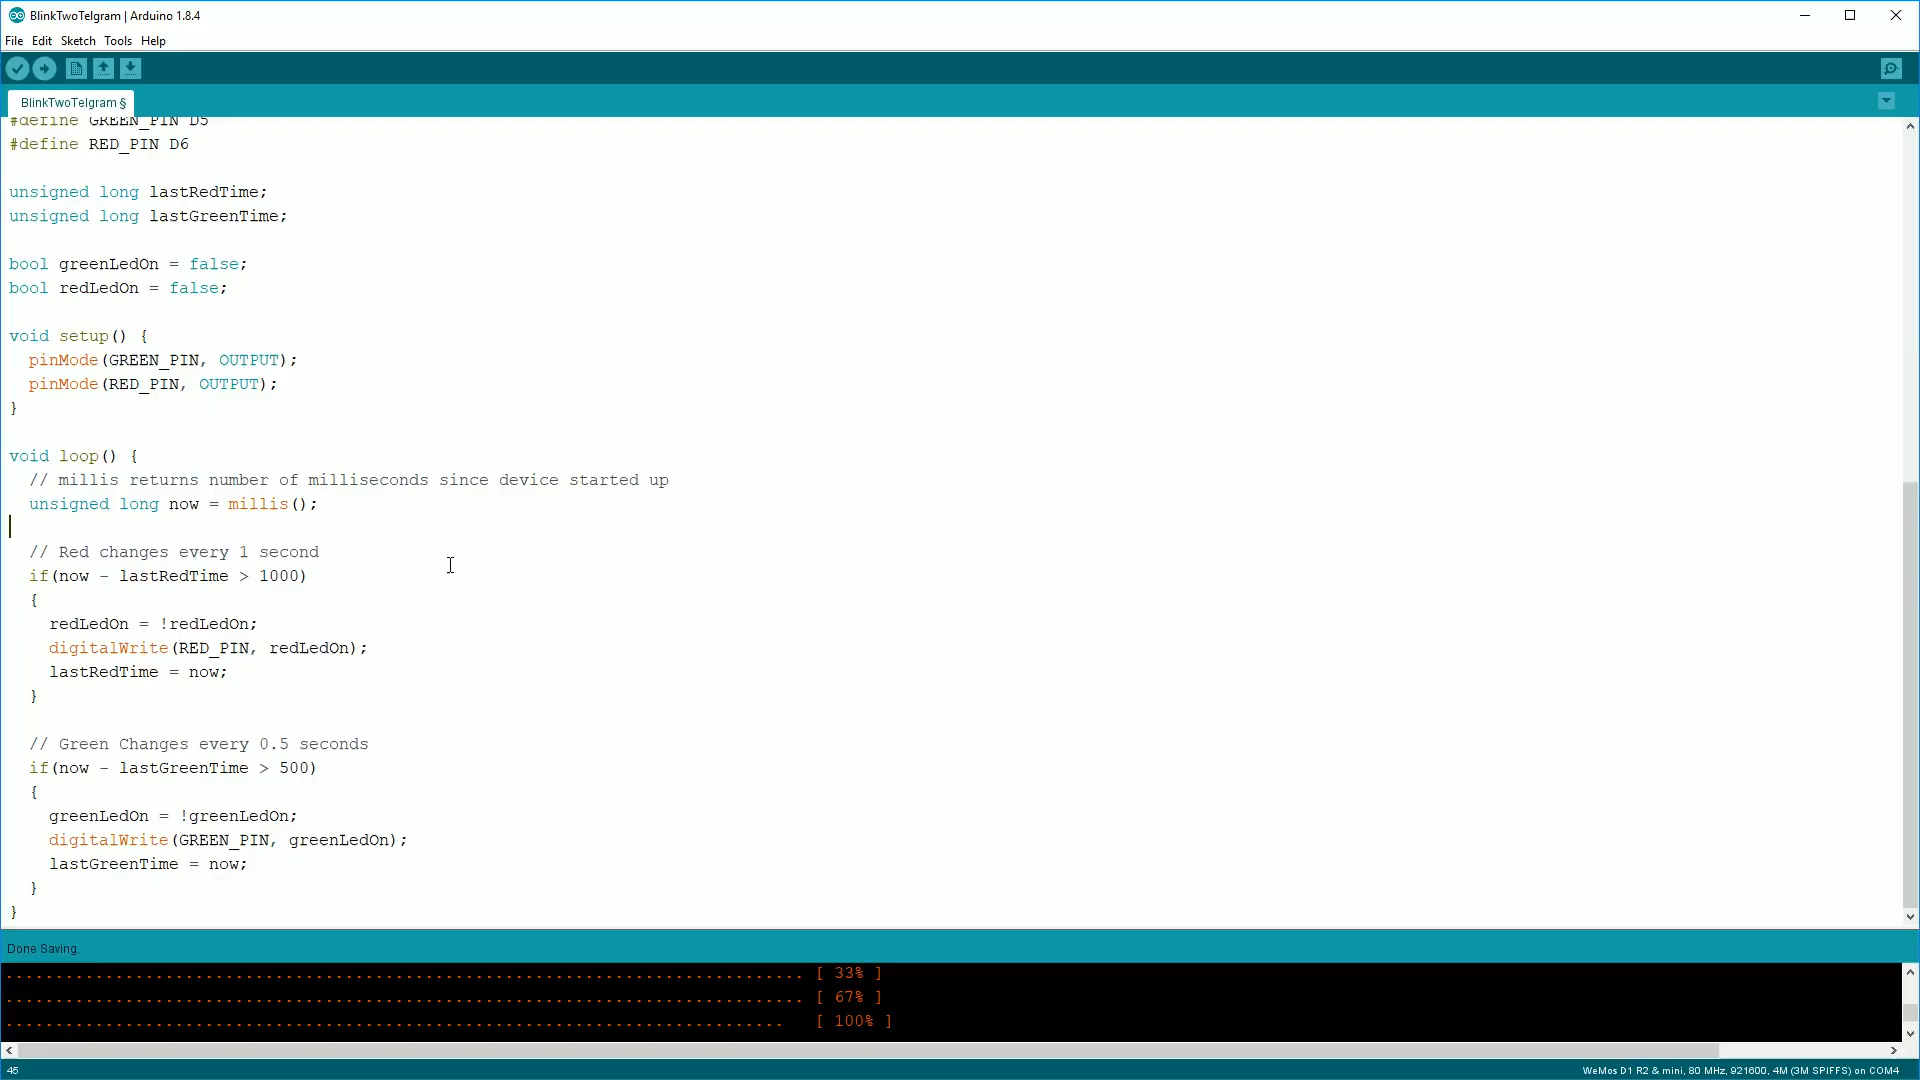 BlinkTwoTelgram | Arduino 1.8.4
File Edit Sketch Tools Help
BlinkTwoTelgram §
#define GREEN_PIN D5
#define RED_PIN D6
unsigned long lastRedTime;
unsigned long lastGreenTime;
bool greenLedOn = false;
bool redLedOn = false;
void setup() {
pinMode(GREEN_PIN, OUTPUT);
pinMode(RED_PIN, OUTPUT);
}
void loop() {
// millis returns number of milliseconds since device started up
unsigned long now = millis();
// Red changes every 1 second
if(now - lastRedTime > 1000)
{
redLedOn = !redLedOn;
digitalWrite(RED_PIN, redLedOn);
lastRedTime = now;
}
// Green Changes every 0.5 seconds
if(now - lastGreenTime > 500)
{
greenLedOn = !greenLedOn;
digitalWrite(GREEN_PIN, greenLedOn);
lastGreenTime = now;
}
}
Done Saving.
................................................................................ [ 33% ]
................................................................................ [ 67% ]
.............................................................................. [ 100% ]
45
WeMos D1 R2 & mini, 80 MHz, 921600, 4M (3M SPIFFS) on COM4